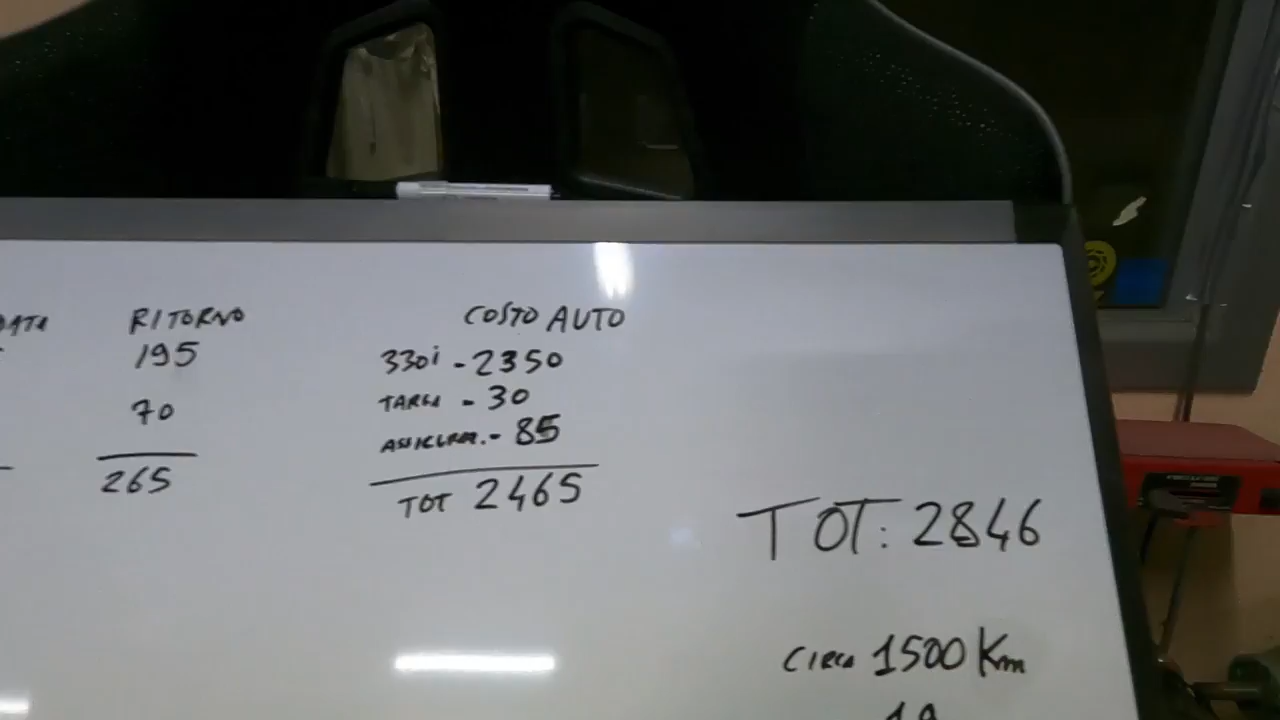 RITORNO
195
70
265
COSTO AUTO
330i - 2350
TARGA - 30
ASSICURAZ. - 85
TOT 2465
TOT: 2846
CIRCA 1500 Km